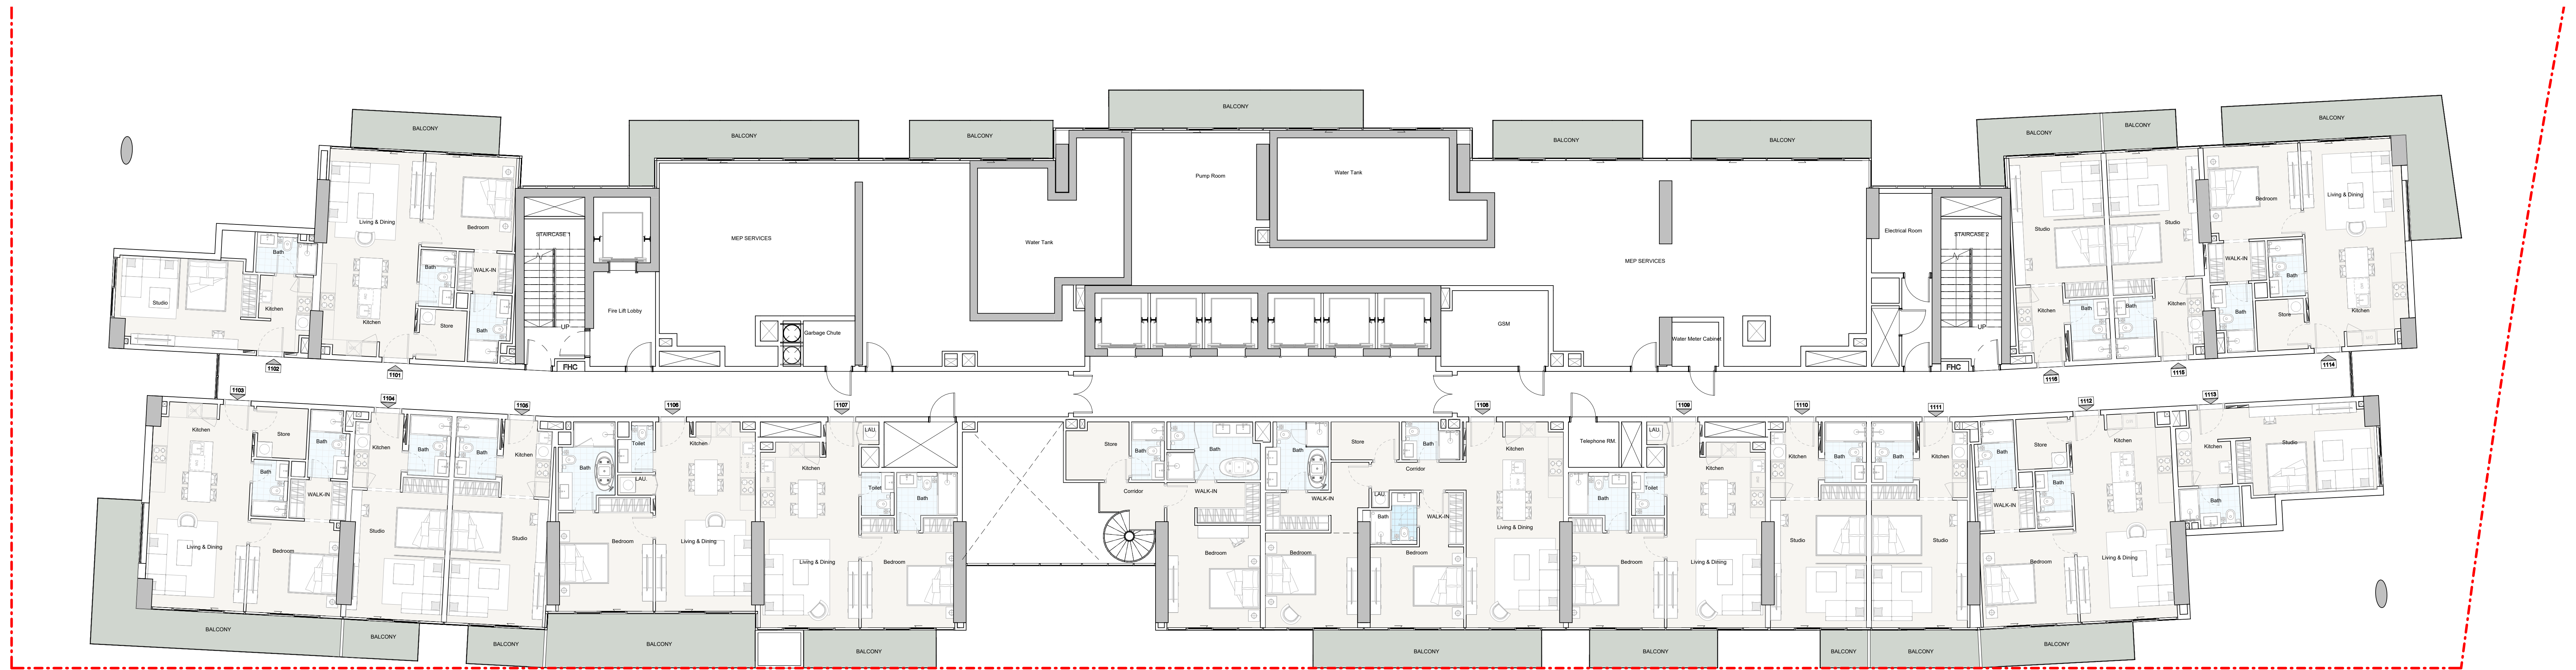 BALCONY
BALCONY
BALCONY
BALCONY
BALCONY
BALCONY
BALCONY
BALCONY
BALCONY
Living & Dining
Bedroom
Bath
WALK-IN
Bath
Studio
Kitchen
Kitchen
Store
Bath
1102
1101
STAIRCASE 1
UP
FHC
Fire Lift Lobby
MEP SERVICES
Garbage Chute
Water Tank
Pump Room
Water Tank
GSM
MEP SERVICES
Water Meter Cabinet
Electrical Room
STAIRCASE 2
UP
FHC
Studio
Kitchen
Bath
1116
Studio
Bath
Kitchen
1115
Bedroom
Living & Dining
WALK-IN
Bath
Bath
Store
Kitchen
1114
1103
1104
1105
1106
1107
1108
1109
1110
1111
1112
1113
Kitchen
Store
Bath
Bath
WALK-IN
Living & Dining
Bedroom
Kitchen
Bath
Studio
Bath
Kitchen
Studio
Bath
Toilet
LAU.
Kitchen
Bedroom
Living & Dining
LAU.
Kitchen
Toilet
Bath
Living & Dining
Bedroom
Store
Bath
Corridor
WALK-IN
Bedroom
Bath
WALK-IN
Bedroom
Store
Bath
Corridor
LAU.
Bath
WALK-IN
Bedroom
Kitchen
Living & Dining
Telephone RM.
LAU.
Bath
Toilet
Kitchen
Bedroom
Living & Dining
Kitchen
Bath
Studio
Bath
Kitchen
Studio
Bath
Store
Bath
WALK-IN
Kitchen
Bedroom
Living & Dining
Kitchen
Studio
Bath
BALCONY
BALCONY
BALCONY
BALCONY
BALCONY
BALCONY
BALCONY
BALCONY
BALCONY
BALCONY